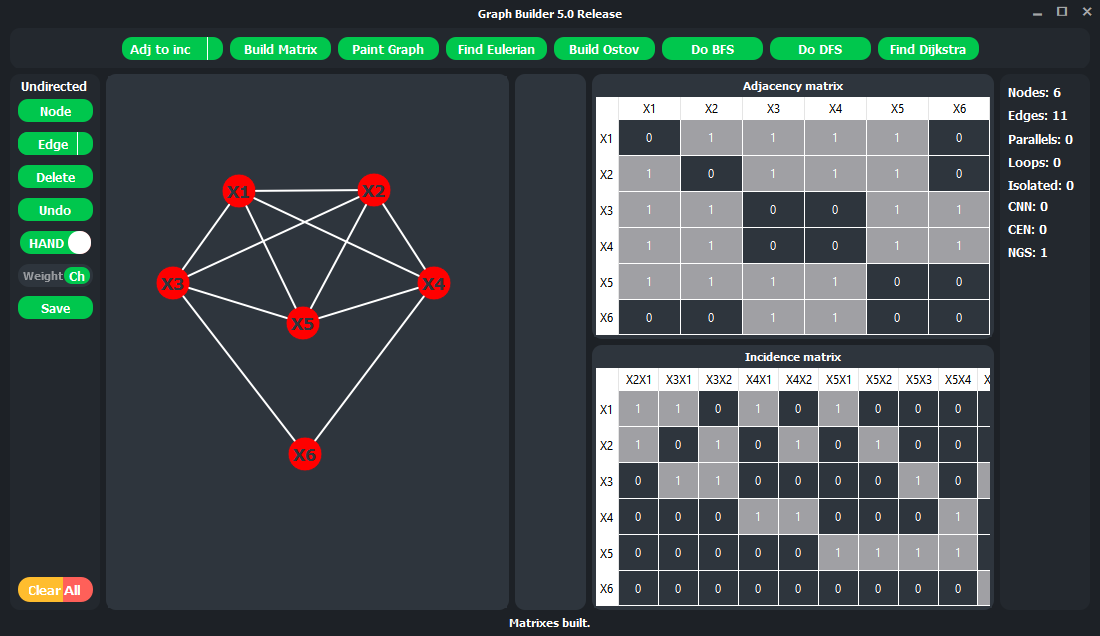 Graph Builder 5.0 Release
Adj to inc Build Matrix Paint Graph Find Eulerian Build Ostov Do BFS Do DFS Find Dijkstra
Undirected
Node
Edge
Delete
Undo
HAND
Weight Ch
Save
Clear All
X1 X2
X3 X4
X5
X6
Adjacency matrix
X1 X2 X3 X4 X5 X6
X1 0 1 1 1 1 0
X2 1 0 1 1 1 0
X3 1 1 0 0 1 1
X4 1 1 0 0 1 1
X5 1 1 1 1 0 0
X6 0 0 1 1 0 0
Incidence matrix
X2X1 X3X1 X3X2 X4X1 X4X2 X5X1 X5X2 X5X3 X5X4 X
X1 1 1 0 1 0 1 0 0 0
X2 1 0 1 0 1 0 1 0 0
X3 0 1 1 0 0 0 0 1 0
X4 0 0 0 1 1 0 0 0 1
X5 0 0 0 0 0 1 1 1 1
X6 0 0 0 0 0 0 0 0 0
Nodes: 6
Edges: 11
Parallels: 0
Loops: 0
Isolated: 0
CNN: 0
CEN: 0
NGS: 1
Matrixes built.